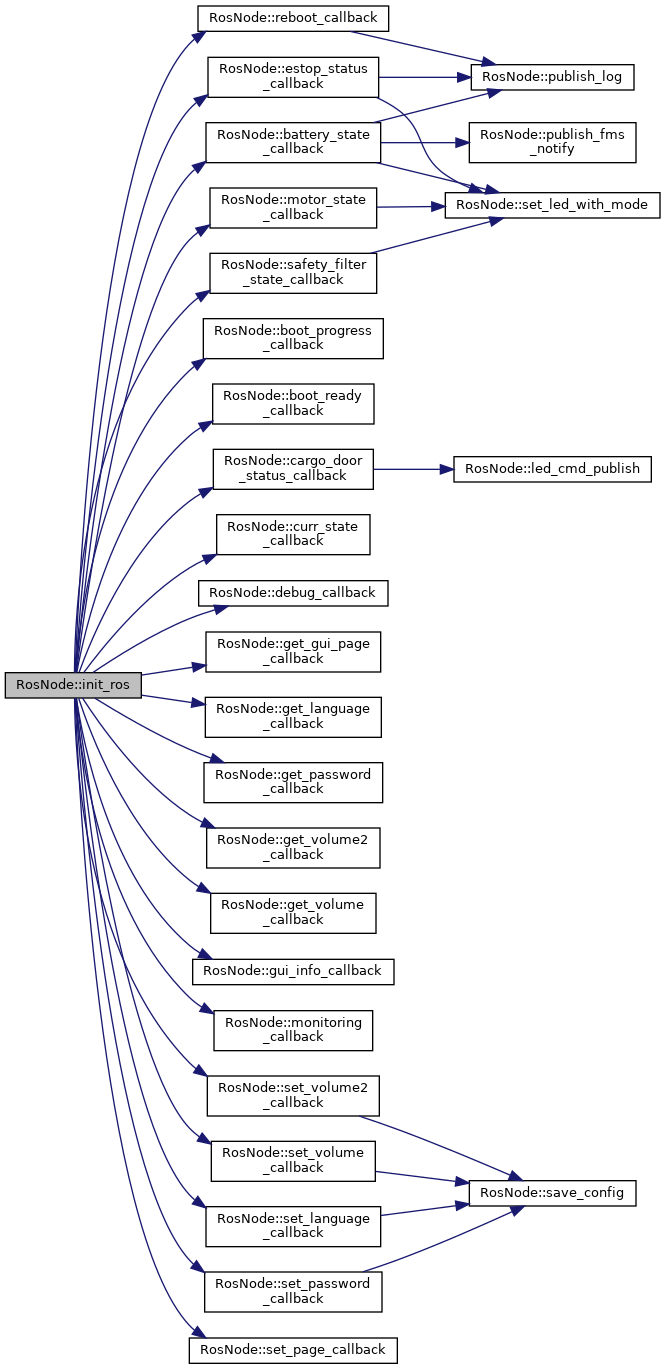 RosNode::reboot_callback
RosNode::estop_status
_callback
RosNode::publish_log
RosNode::battery_state
_callback
RosNode::publish_fms
_notify
RosNode::motor_state
_callback
RosNode::set_led_with_mode
RosNode::safety_filter
_state_callback
RosNode::boot_progress
_callback
RosNode::boot_ready
_callback
RosNode::cargo_door
_status_callback
RosNode::led_cmd_publish
RosNode::curr_state
_callback
RosNode::debug_callback
RosNode::get_gui_page
_callback
RosNode::init_ros
RosNode::get_language
_callback
RosNode::get_password
_callback
RosNode::get_volume2
_callback
RosNode::get_volume
_callback
RosNode::gui_info_callback
RosNode::monitoring
_callback
RosNode::set_volume2
_callback
RosNode::set_volume
_callback
RosNode::save_config
RosNode::set_language
_callback
RosNode::set_password
_callback
RosNode::set_page_callback